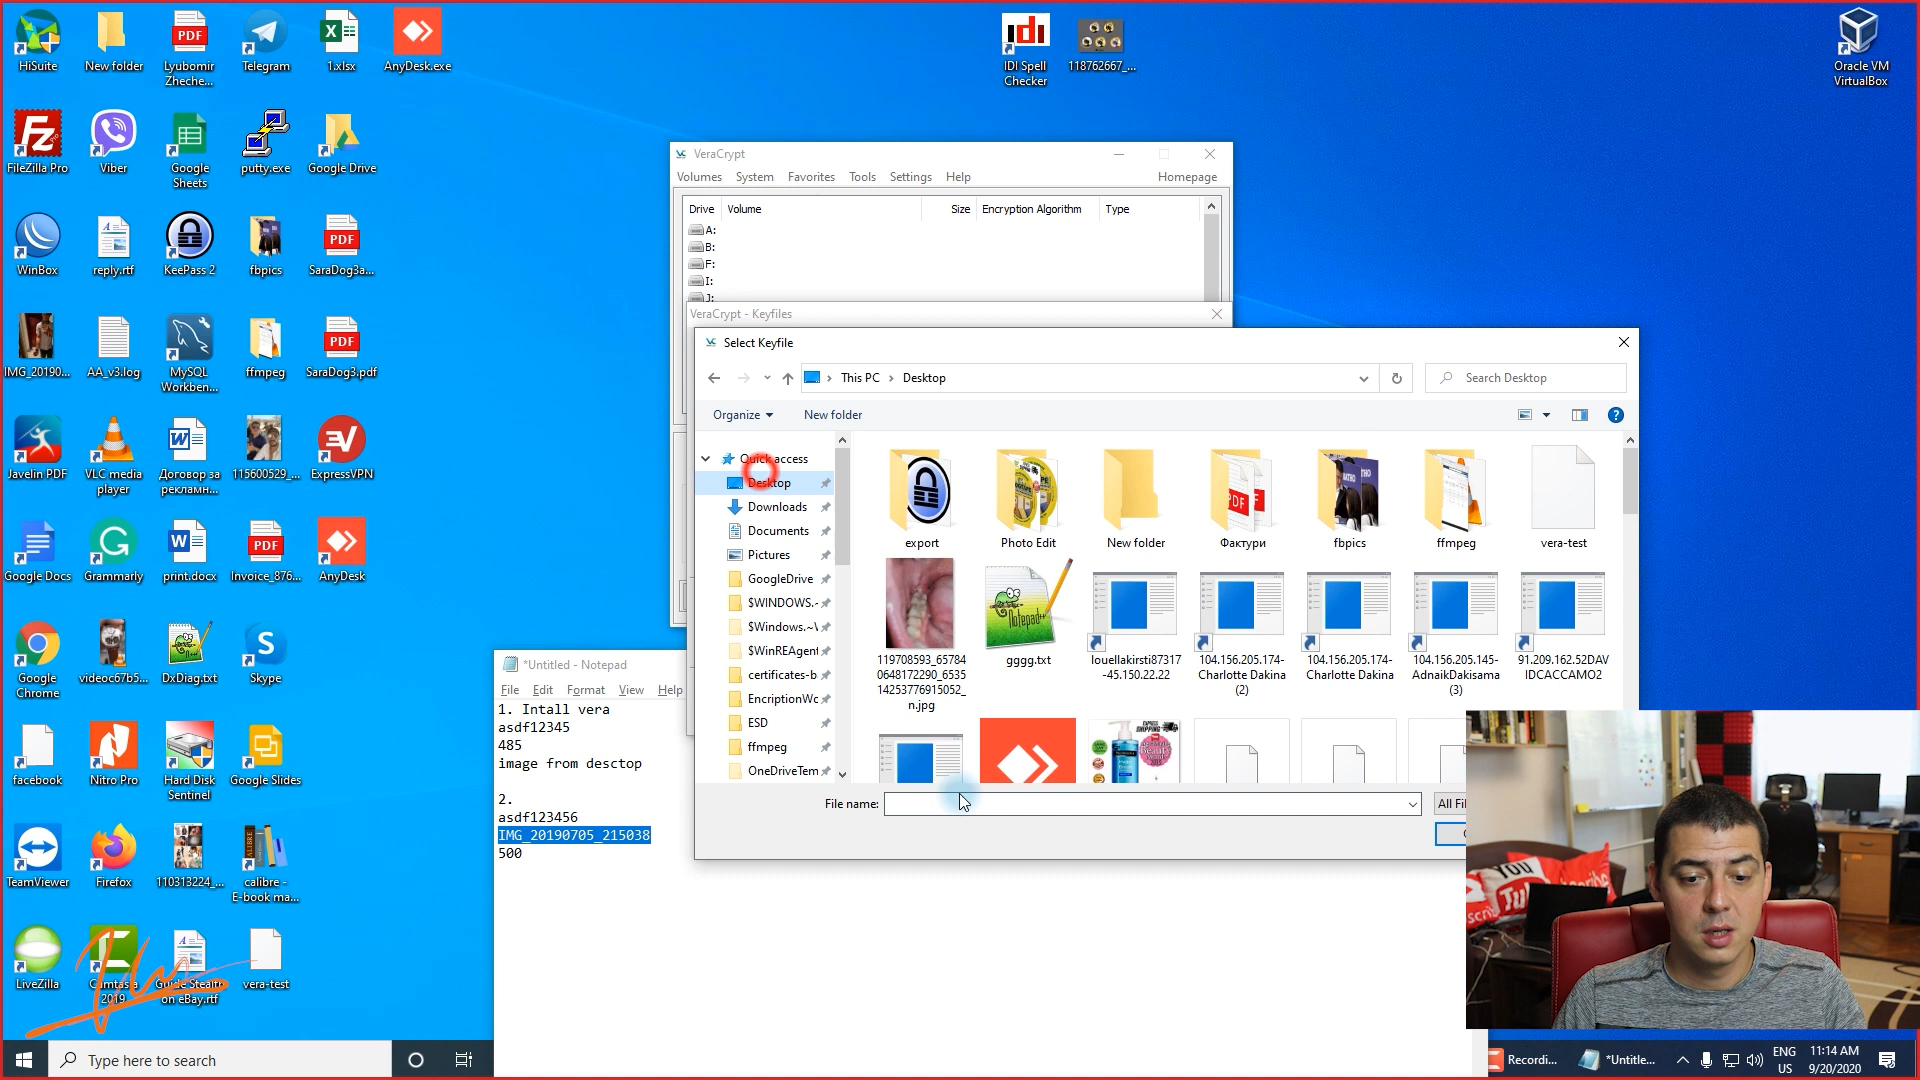 HiSuite
New folder
Lyubomir
Zheche...
Telegram
1.xlsx
AnyDesk.exe
IDI Spell
Checker
118762667_...
Oracle VM
VirtualBox
FileZilla Pro
Viber
Google
Sheets
putty.exe
Google Drive
WinBox
reply.rtf
KeePass 2
fbpics
SaraDog3a...
IMG_20190...
AA_v3.log
MySQL
Workben...
ffmpeg
SaraDog3.pdf
Javelin PDF
VLC media
player
Договор за
рекламн...
115600529_...
ExpressVPN
Google Docs
Grammarly
print.docx
Invoice_876...
AnyDesk
Google
Chrome
videoc67b5...
DxDiag.txt
Skype
facebook
Nitro Pro
Hard Disk
Sentinel
Google Slides
TeamViewer
Firefox
110313224_...
calibre -
E-book ma...
LiveZilla
Camtasia
2019
Guide Stealth
on eBay.rtf
vera-test
VeraCrypt
Volumes System Favorites Tools Settings Help Homepage
Drive Volume Size Encryption Algorithm Type
A:
B:
F:
I:
J:
VeraCrypt - Keyfiles
Select Keyfile
This PC › Desktop
Search Desktop
Organize New folder
Quick access
Desktop
Downloads
Documents
Pictures
GoogleDrive
$WINDOWS.~
$Windows.~
$WinREAgent
certificates-b
EncriptionWo
ESD
ffmpeg
OneDriveTem
export
Photo Edit
New folder
Фактури
fbpics
ffmpeg
vera-test
119708593_65784
0648172290_6535
14253776915052_
n.jpg
gggg.txt
louellakirsti87317
-45.150.22.22
104.156.205.174-
Charlotte Dakina
(2)
104.156.205.174-
Charlotte Dakina
104.156.205.145-
AdnaikDakisama
(3)
91.209.162.52DAV
IDCACCAMO2
File name:
All Fil
*Untitled - Notepad
File Edit Format View Help
1. Intall vera
asdf12345
485
image from desctop
2.
asdf123456
IMG_20190705_215038
500
Type here to search
Recordi...
*Untitle...
ENG
US
11:14 AM
9/20/2020